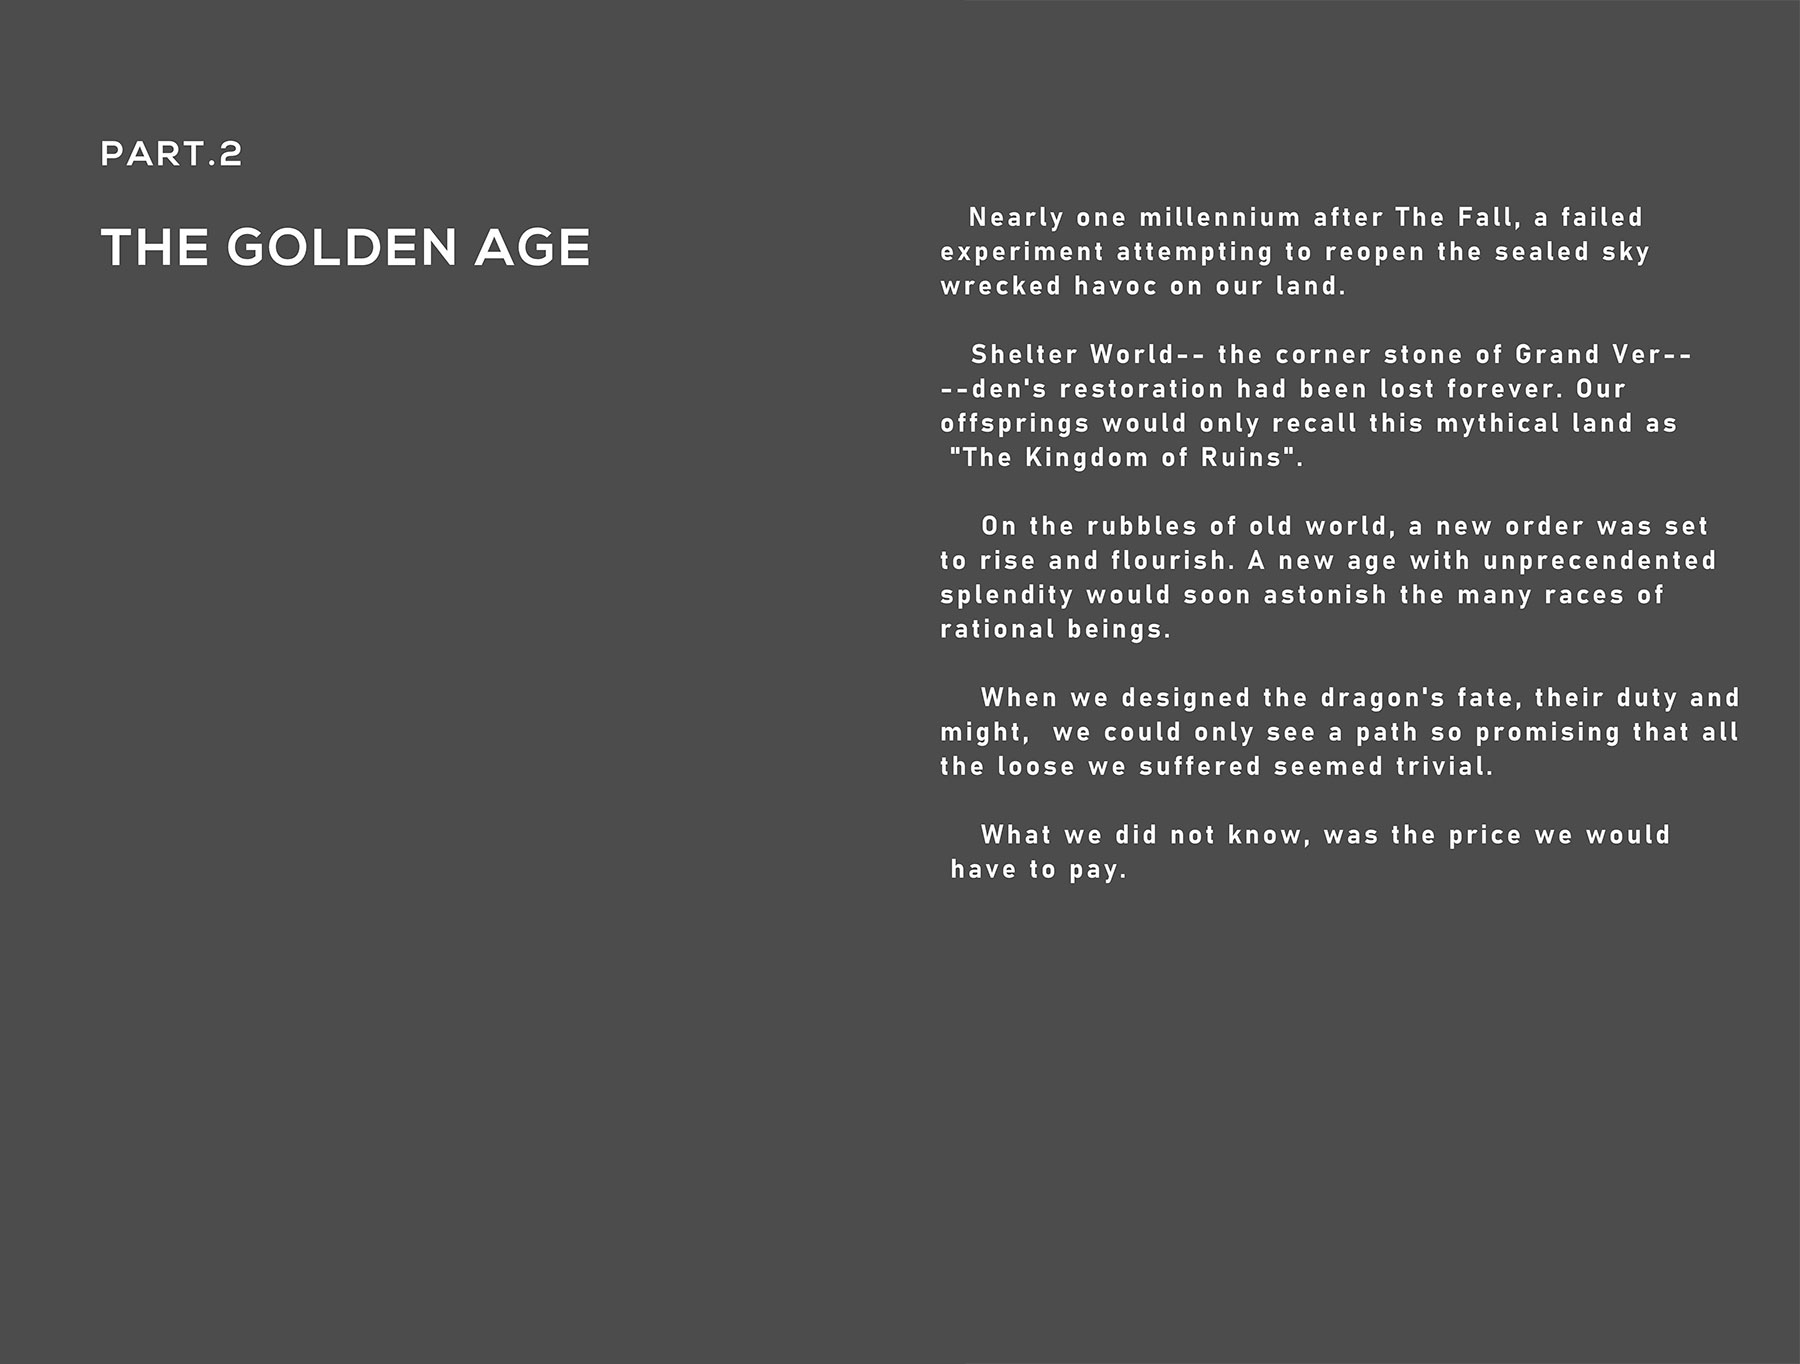 PART.2
THE GOLDEN AGE
Nearly one millennium after The Fall, a failed
experiment attempting to reopen the sealed sky
wrecked havoc on our land.
Shelter World-- the corner stone of Grand Ver--
--den's restoration had been lost forever. Our
offsprings would only recall this mythical land as
"The Kingdom of Ruins".
On the rubbles of old world, a new order was set
to rise and flourish. A new age with unprecendented
splendity would soon astonish the many races of
rational beings.
When we designed the dragon's fate, their duty and
might,  we could only see a path so promising that all
the loose we suffered seemed trivial.
What we did not know, was the price we would
have to pay.